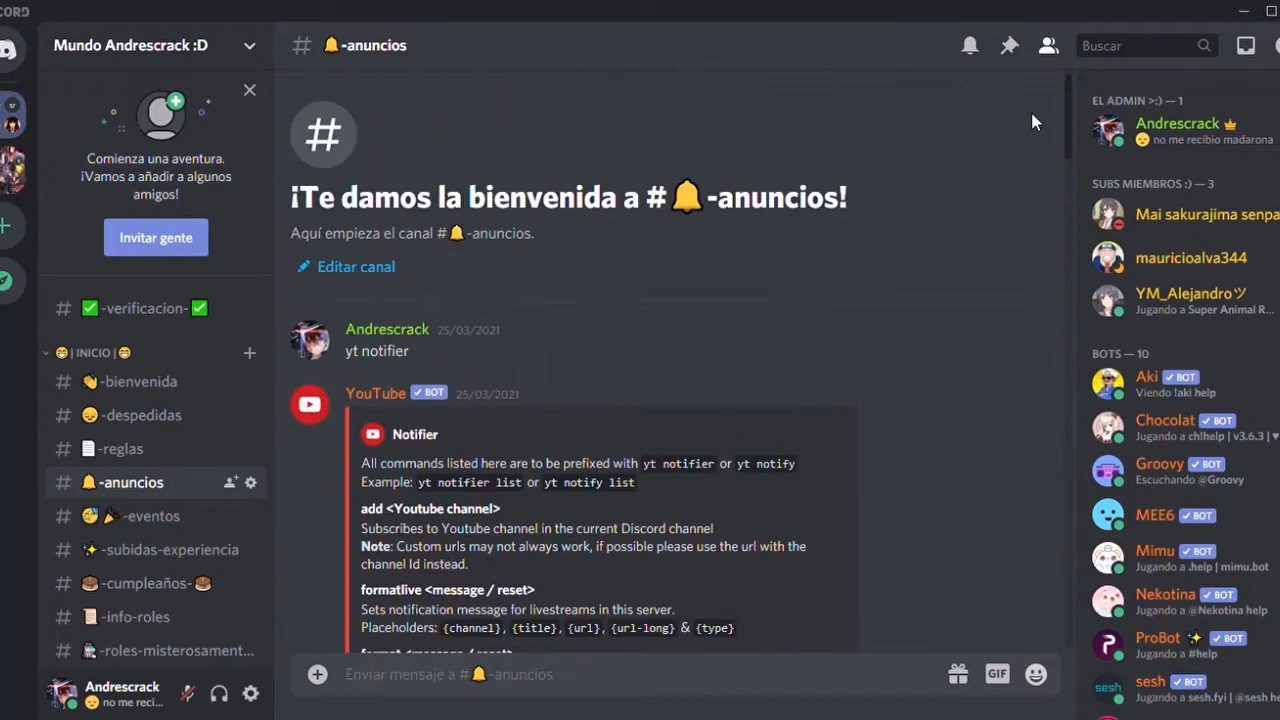 CORD
Mundo Andrescrack :D
Comienza una aventura.
¡Vamos a añadir a algunos
amigos!
Invitar gente
# ✅-verificacion-✅
😁 | INICIO | 😁
# 👋-bienvenida
# 😞-despedidas
# 📄-reglas
# 🔔-anuncios
# 🥳🎉-eventos
# ✨-subidas-experiencia
# 🎂-cumpleaños-🎂
# 📜-info-roles
-roles-misterosament...
Andrescrack
😞 no me reci...
# 🔔-anuncios
Buscar
#
¡Te damos la bienvenida a #🔔-anuncios!
Aquí empieza el canal #🔔-anuncios.
Editar canal
Andrescrack 25/03/2021
yt notifier
YouTube ✔ BOT 25/03/2021
Notifier
All commands listed here are to be prefixed with yt notifier or yt notify
Example: yt notifier list or yt notify list
add <Youtube channel>
Subscribes to Youtube channel in the current Discord channel
Note: Custom urls may not always work, if possible please use the url with the
channel Id instead.
formatlive <message / reset>
Sets notification message for livestreams in this server.
Placeholders: {channel}, {title}, {url}, {url-long} & {type}
format <message / reset>
Enviar mensaje a #🔔-anuncios
GIF
EL ADMIN >:) — 1
Andrescrack
😞 no me recibio madarona
SUBS MIEMBROS :) — 3
Mai sakurajima senpa
mauricioalva344
YM_Alejandroツ
Jugando a Super Animal R...
BOTS — 10
Aki ✔ BOT
Viendo !aki help
Chocolat ✔ BOT
Jugando a ch!help | v3.6.3 | ♥
Groovy ✔ BOT
Escuchando @Groovy
MEE6 ✔ BOT
Mimu ✔ BOT
Jugando a .help | mimu.bot
Nekotina ✔ BOT
Jugando a @Nekotina help
ProBot ✨ ✔ BOT
Jugando a #help
sesh
sesh ✔ BOT
Jugando a sesh.fyi | @sesh he